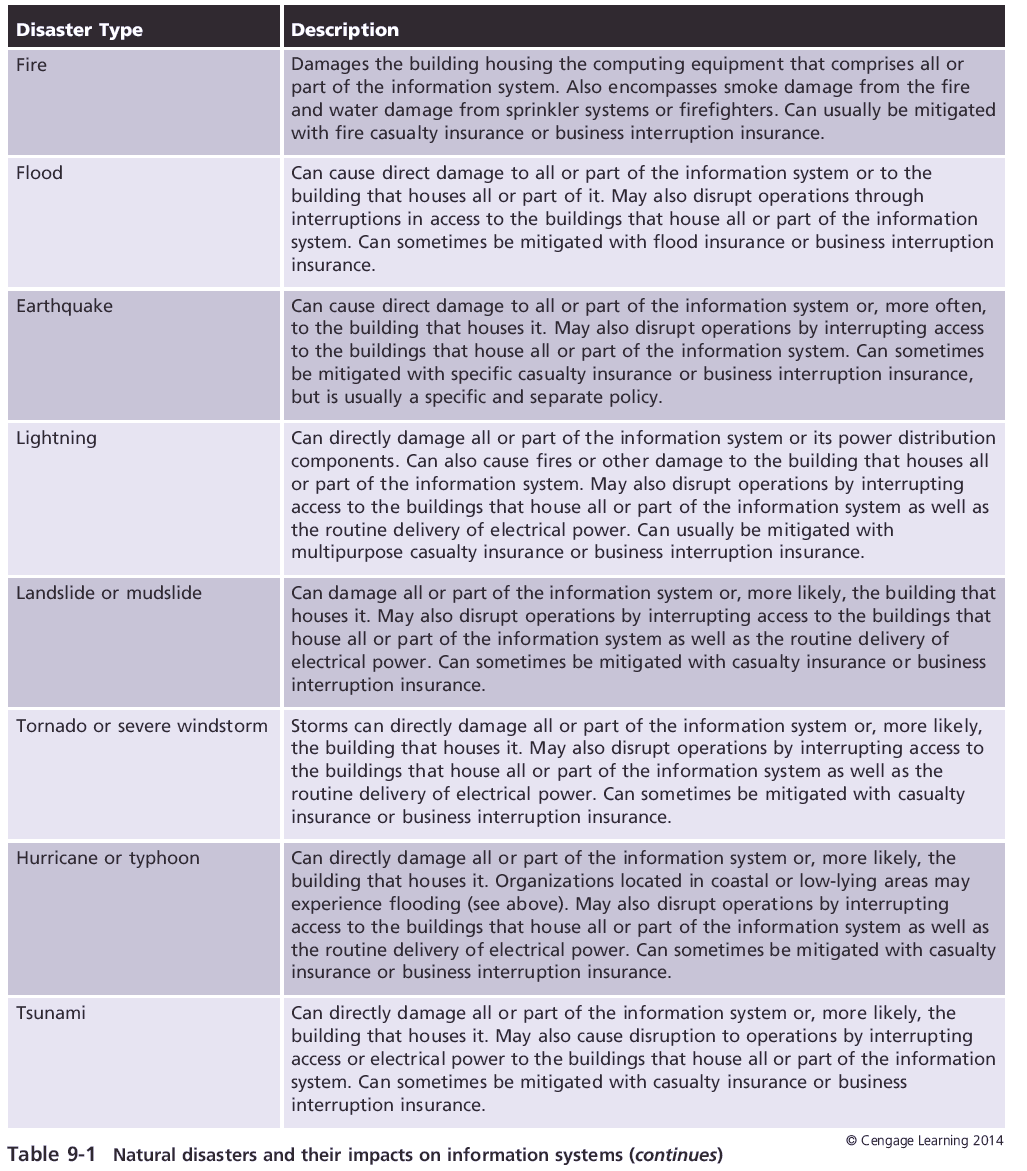 Disaster Type Description
Fire Damages the building housing the computing equipment that comprises all or
part of the information system. Also encompasses smoke damage from the fire
and water damage from sprinkler systems or firefighters. Can usually be mitigated
with fire casualty insurance or business interruption insurance.
Flood Can cause direct damage to all or part of the information system or to the
building that houses all or part of it. May also disrupt operations through
interruptions in access to the buildings that house all or part of the information
system. Can sometimes be mitigated with flood insurance or business interruption
insurance.
Earthquake Can cause direct damage to all or part of the information system or, more often,
to the building that houses it. May also disrupt operations by interrupting access
to the buildings that house all or part of the information system. Can sometimes
be mitigated with specific casualty insurance or business interruption insurance,
but is usually a specific and separate policy.
Lightning Can directly damage all or part of the information system or its power distribution
components. Can also cause fires or other damage to the building that houses all
or part of the information system. May also disrupt operations by interrupting
access to the buildings that house all or part of the information system as well as
the routine delivery of electrical power. Can usually be mitigated with
multipurpose casualty insurance or business interruption insurance.
Landslide or mudslide Can damage all or part of the information system or, more likely, the building that
houses it. May also disrupt operations by interrupting access to the buildings that
house all or part of the information system as well as the routine delivery of
electrical power. Can sometimes be mitigated with casualty insurance or business
interruption insurance.
Tornado or severe windstorm Storms can directly damage all or part of the information system or, more likely,
the building that houses it. May also disrupt operations by interrupting access to
the buildings that house all or part of the information system as well as the
routine delivery of electrical power. Can sometimes be mitigated with casualty
insurance or business interruption insurance.
Hurricane or typhoon Can directly damage all or part of the information system or, more likely, the
building that houses it. Organizations located in coastal or low-lying areas may
experience flooding (see above). May also disrupt operations by interrupting
access to the buildings that house all or part of the information system as well as
the routine delivery of electrical power. Can sometimes be mitigated with casualty
insurance or business interruption insurance.
Tsunami Can directly damage all or part of the information system or, more likely, the
building that houses it. May also cause disruption to operations by interrupting
access or electrical power to the buildings that house all or part of the information
system. Can sometimes be mitigated with casualty insurance or business
interruption insurance.
© Cengage Learning 2014
Table 9-1 Natural disasters and their impacts on information systems (continues)